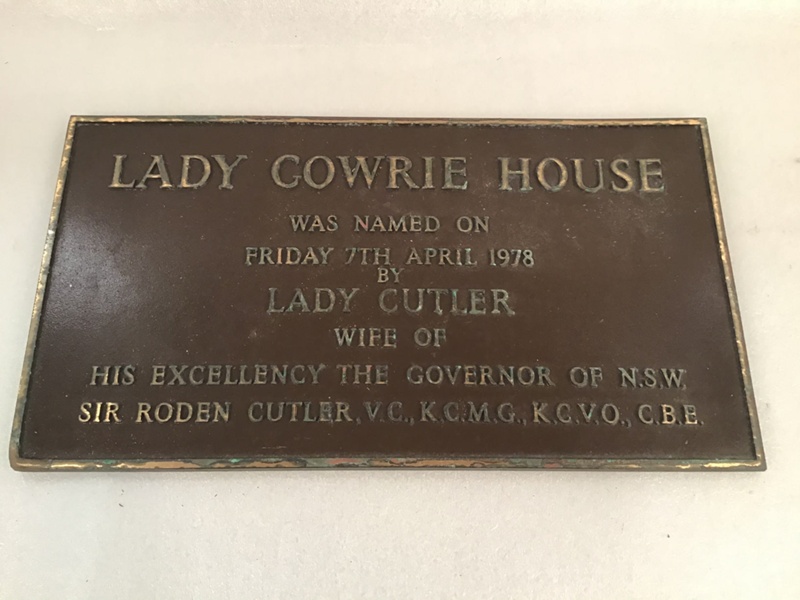 LADY GOWRIE HOUSE
WAS NAMED ON
FRIDAY 7TH APRIL 1978
BY
LADY CUTLER
WIFE OF
HIS EXCELLENCY THE GOVERNOR OF N.S.W.
SIR RODEN CUTLER, V.C., K.C.M.G., K.C.V.O., C.B.E.